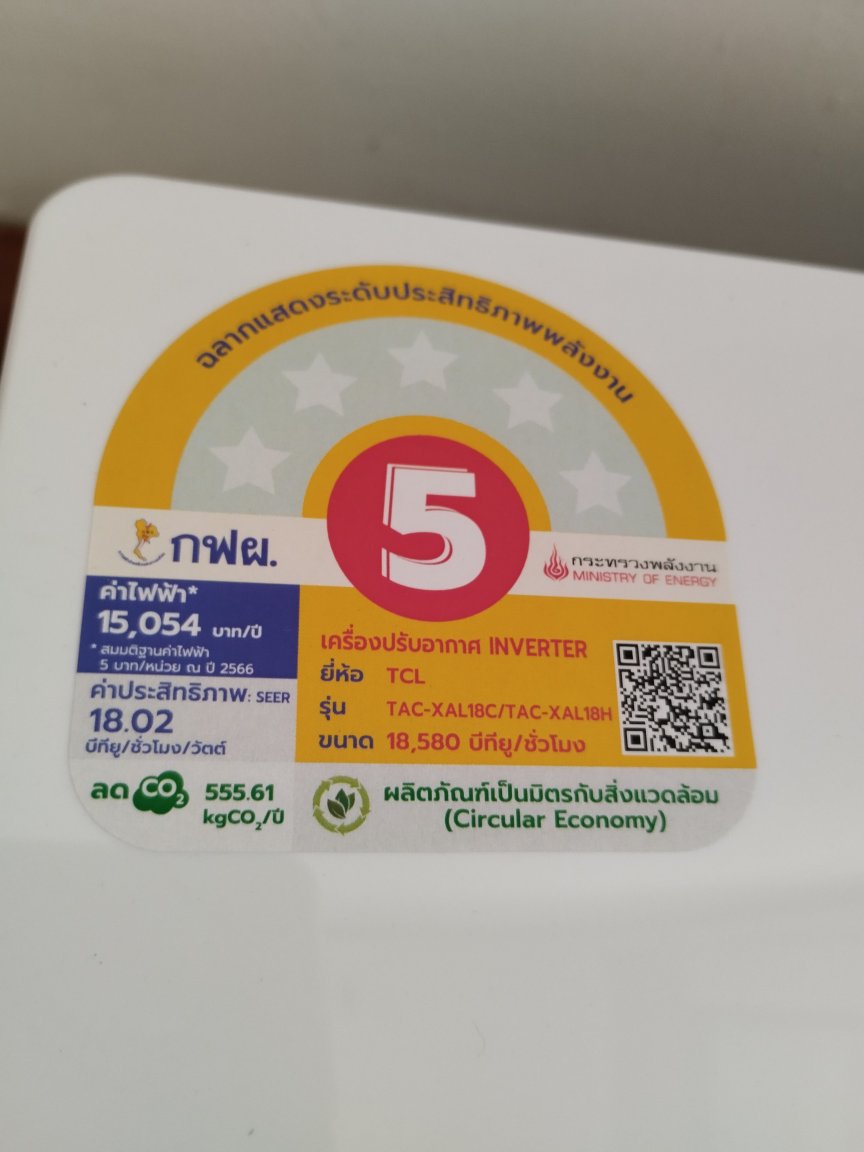 ฉลากแสดงระดับประสิทธิภาพพลังงาน
5
กฟผ.
กระทรวงพลังงาน
MINISTRY OF ENERGY
ค่าไฟฟ้า*
15,054 บาท/ปี
* สมมติฐานค่าไฟฟ้า
5 บาท/หน่วย ณ ปี 2566
ค่าประสิทธิภาพ: SEER
18.02
บีทียู/ชั่วโมง/วัตต์
เครื่องปรับอากาศ INVERTER
ยี่ห้อ TCL
รุ่น TAC-XAL18C/TAC-XAL18H
ขนาด 18,580 บีทียู/ชั่วโมง
ลด CO2 555.61
kgCO2/ปี
ผลิตภัณฑ์เป็นมิตรกับสิ่งแวดล้อม
(Circular Economy)